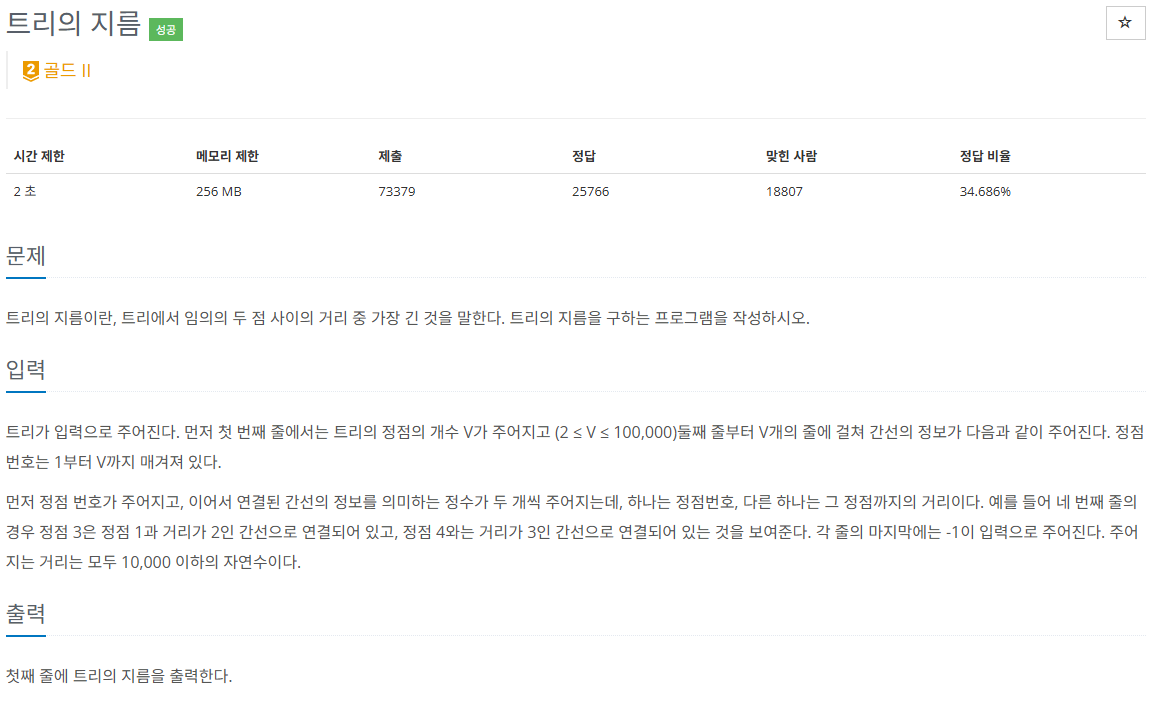 트리의 지름 성공
☆
2 골드 II
시간 제한 메모리 제한 제출 정답 맞힌 사람 정답 비율
2 초 256 MB 73379 25766 18807 34.686%
문제
트리의 지름이란, 트리에서 임의의 두 점 사이의 거리 중 가장 긴 것을 말한다. 트리의 지름을 구하는 프로그램을 작성하시오.
입력
트리가 입력으로 주어진다. 먼저 첫 번째 줄에서는 트리의 정점의 개수 V가 주어지고 (2 ≤ V ≤ 100,000)둘째 줄부터 V개의 줄에 걸쳐 간선의 정보가 다음과 같이 주어진다. 정점
번호는 1부터 V까지 매겨져 있다.
먼저 정점 번호가 주어지고, 이어서 연결된 간선의 정보를 의미하는 정수가 두 개씩 주어지는데, 하나는 정점번호, 다른 하나는 그 정점까지의 거리이다. 예를 들어 네 번째 줄의
경우 정점 3은 정점 1과 거리가 2인 간선으로 연결되어 있고, 정점 4와는 거리가 3인 간선으로 연결되어 있는 것을 보여준다. 각 줄의 마지막에는 -1이 입력으로 주어진다. 주어
지는 거리는 모두 10,000 이하의 자연수이다.
출력
첫째 줄에 트리의 지름을 출력한다.